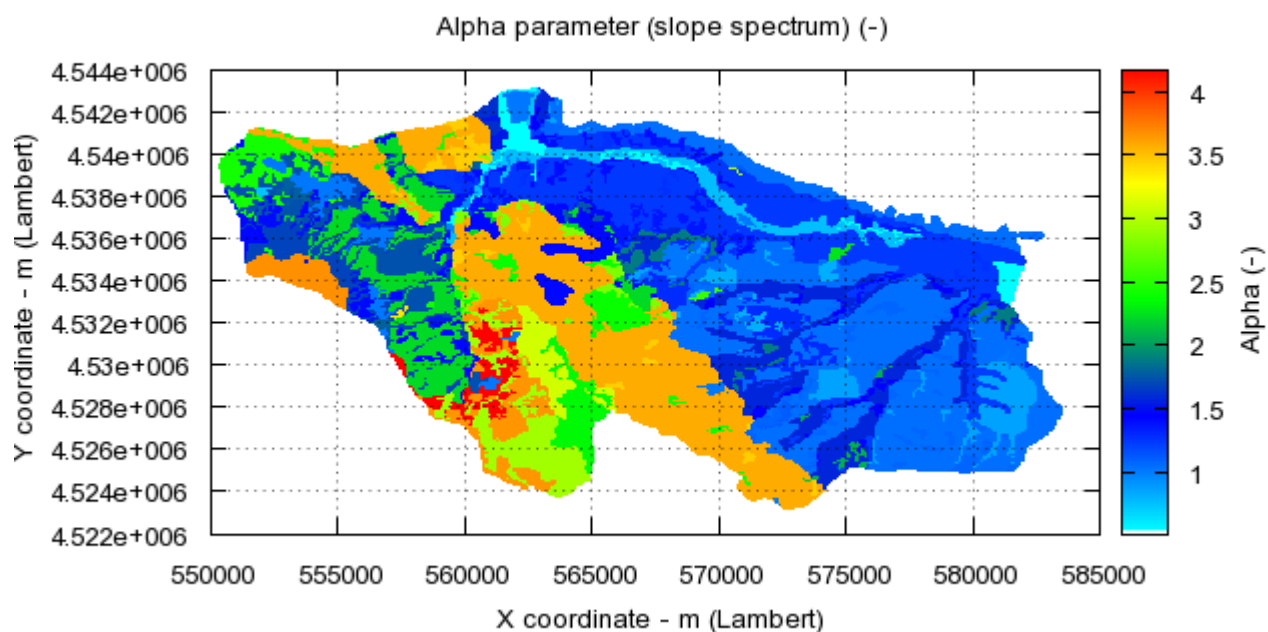 Alpha parameter (slope spectrum) (-)
4.544e+006
4.542e+006
4.54e+006
4.538e+006
4.536e+006
4.534e+006
4.532e+006
4.53e+006
4.528e+006
4.526e+006
4.524e+006
4.522e+006
Y coordinate - m (Lambert)
550000 555000 560000 565000 570000 575000 580000 585000
X coordinate - m (Lambert)
4
3.5
3
2.5
2
1.5
1
Alpha (-)